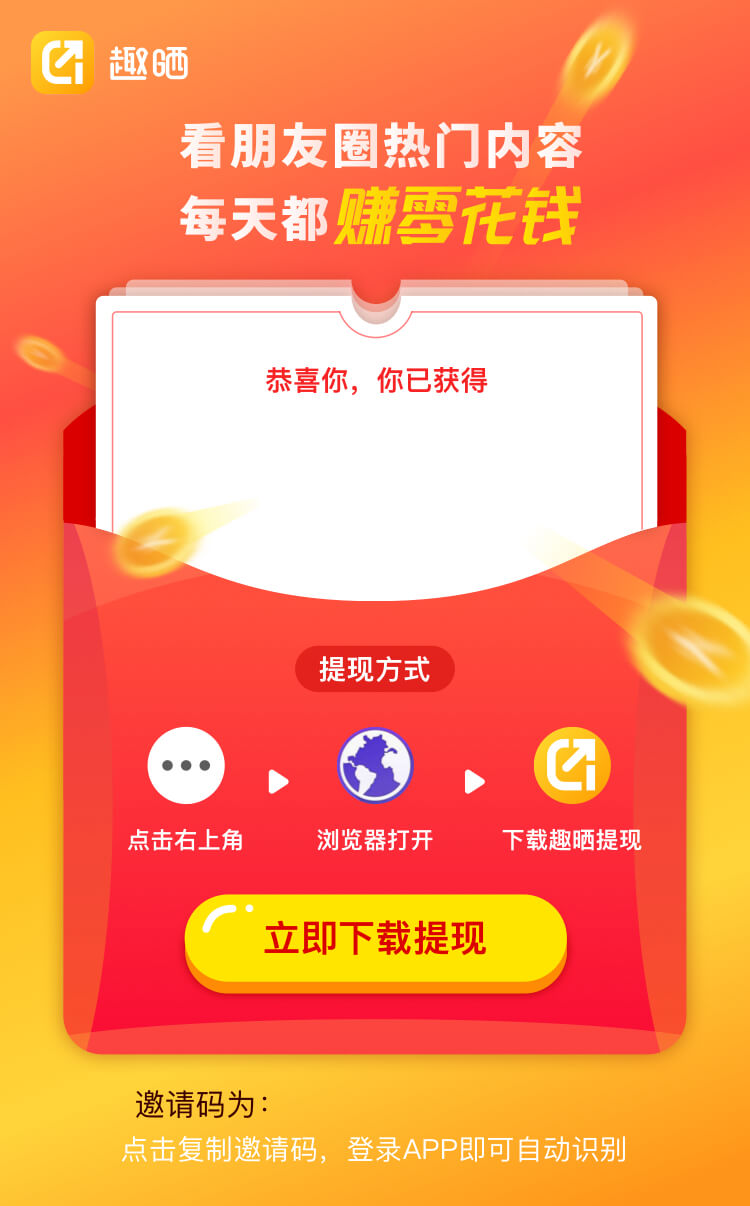 趣晒
看朋友圈热门内容
每天都赚零花钱
恭喜你，你已获得
提现方式
点击右上角
浏览器打开
下载趣晒提现
立即下载提现
邀请码为：
点击复制邀请码，登录APP即可自动识别